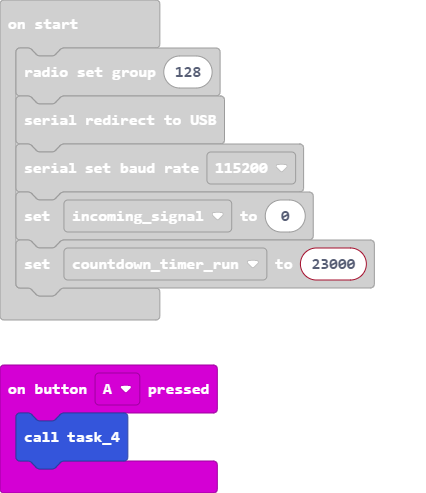 on start
radio set group 128
serial redirect to USB
serial set baud rate 115200
set incoming_signal to 0
set countdown_timer_run to 23000
on button A pressed
call task_4